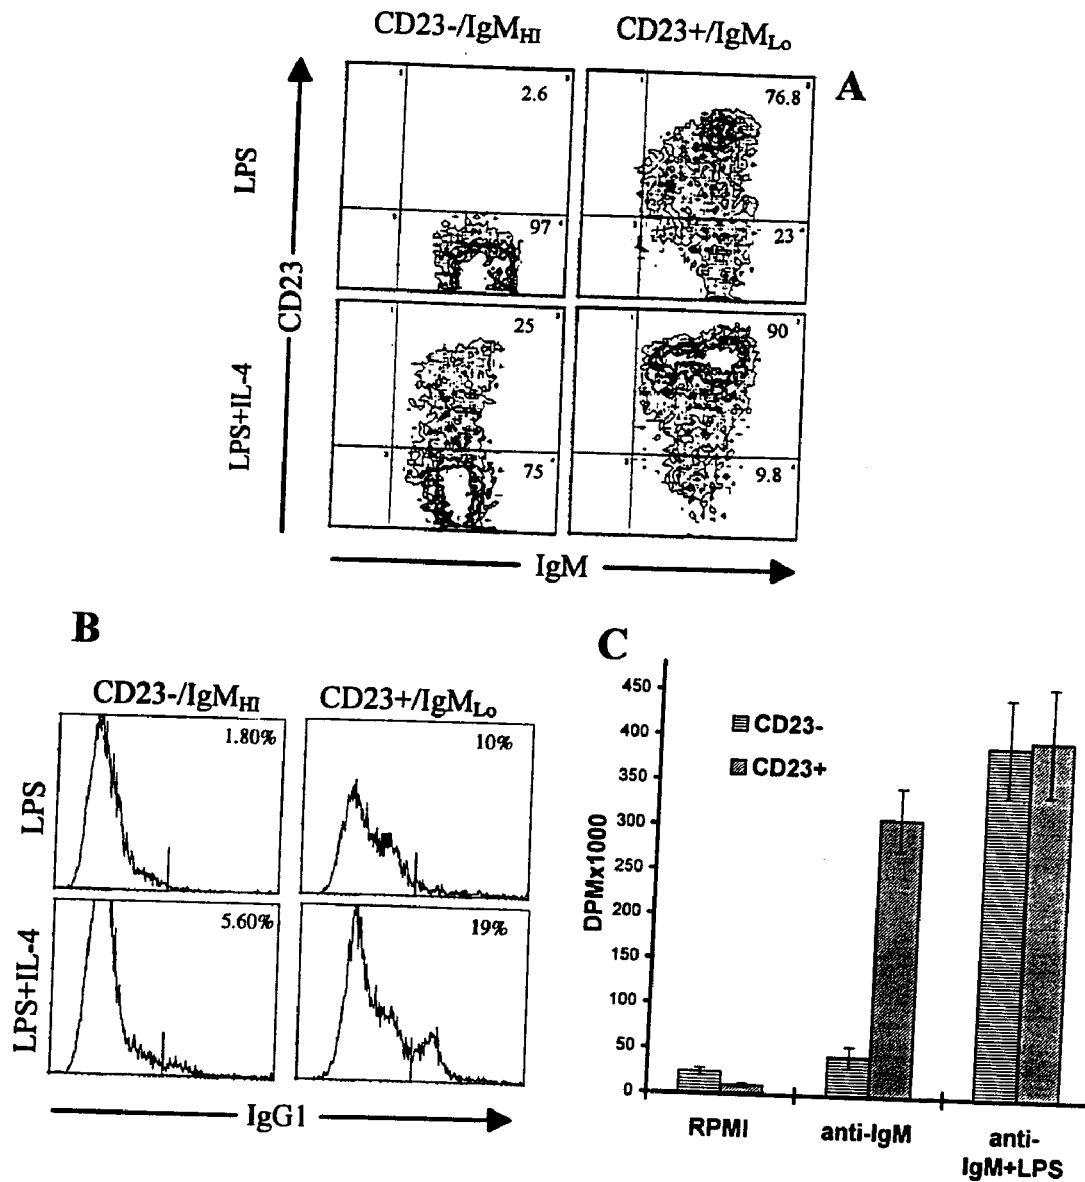 CD23-/IgMHI
CD23+/IgMLo
A
CD23
LPS
LPS+IL-4
2.6
97
76.8
23
25
75
90
9.8
IgM
B
CD23-/IgMHI
CD23+/IgMLo
LPS
LPS+IL-4
1.80%
10%
5.60%
19%
IgG1
C
DPMx1000
450
400
350
300
250
200
150
100
50
0
CD23-
CD23+
RPMI
anti-IgM
anti-
IgM+LPS